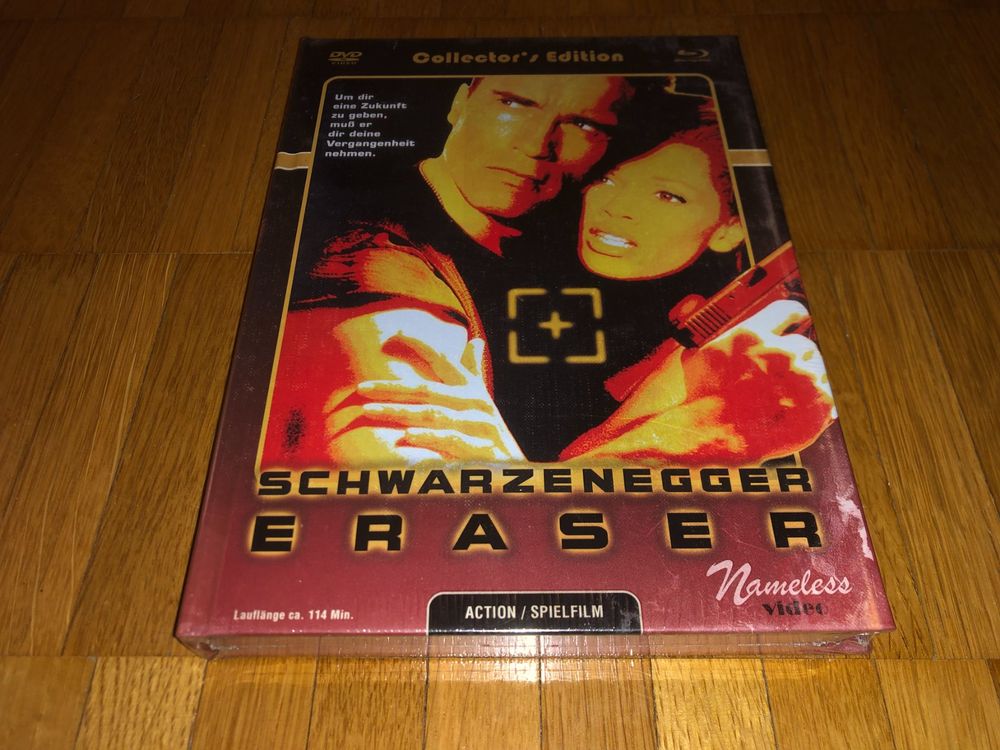 DVD
VIDEO
Collector's Edition
Um dir
eine Zukunft
zu geben,
muß er
dir deine
Vergangenheit
nehmen.
SCHWARZENEGGER
ERASER
Nameless
video
Lauflänge ca. 114 Min.
ACTION / SPIELFILM